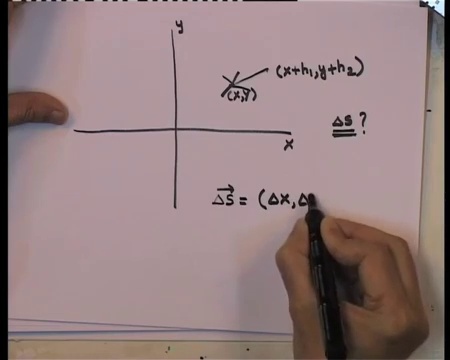 y
(x+h₁, y+h₂)
(x,y)
Δs ?
x
Δs⃗ = (Δx, Δ